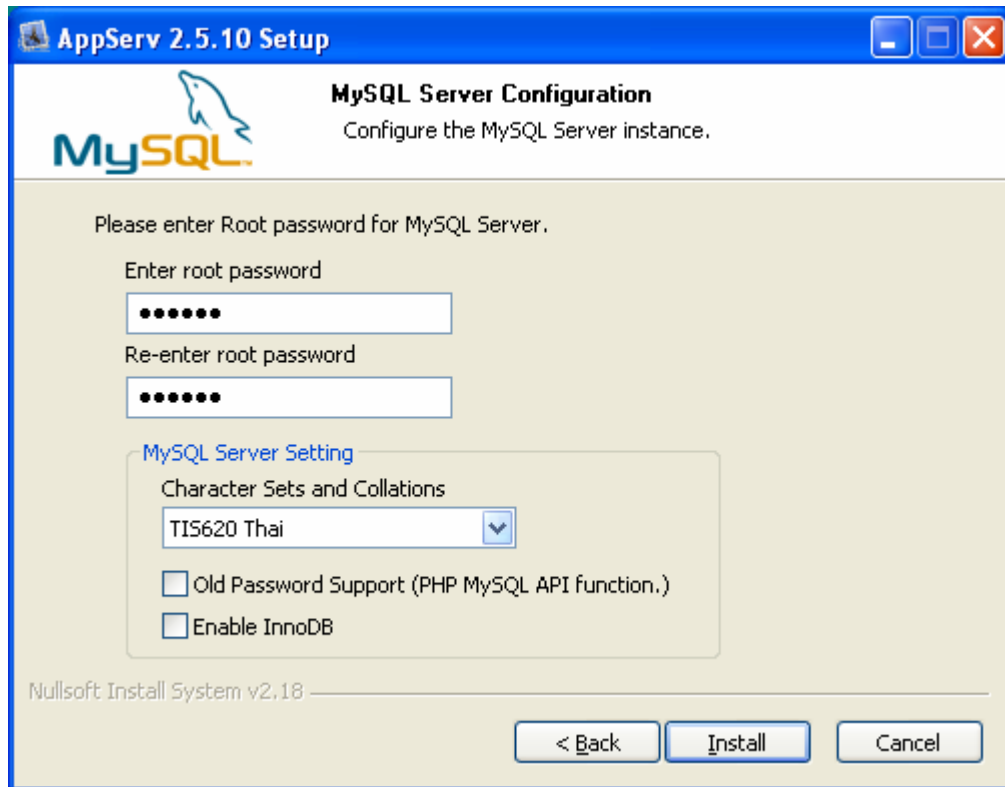 AppServ 2.5.10 Setup
MySQL
MySQL Server Configuration
Configure the MySQL Server instance.
Please enter Root password for MySQL Server.
Enter root password
••••••
Re-enter root password
••••••
MySQL Server Setting
Character Sets and Collations
TIS620 Thai
Old Password Support (PHP MySQL API function.)
Enable InnoDB
Nullsoft Install System v2.18
< Back Install Cancel